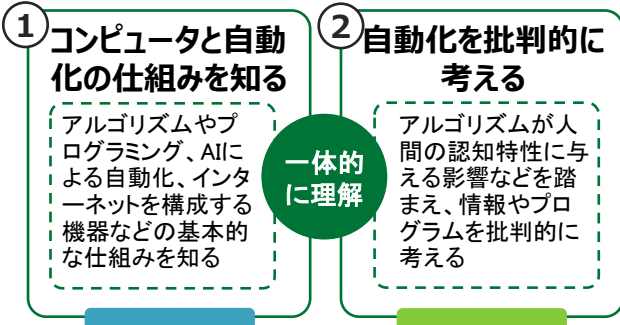 ①
コンピュータと自動
化の仕組みを知る
アルゴリズムやプ
ログラミング、AIに
よる自動化、インタ
ーネットを構成する
機器などの基本的
な仕組みを知る
一体的
に理解
②
自動化を批判的に
考える
アルゴリズムが人
間の認知特性に与
える影響などを踏
まえ、情報やプロ
グラムを批判的に
考える